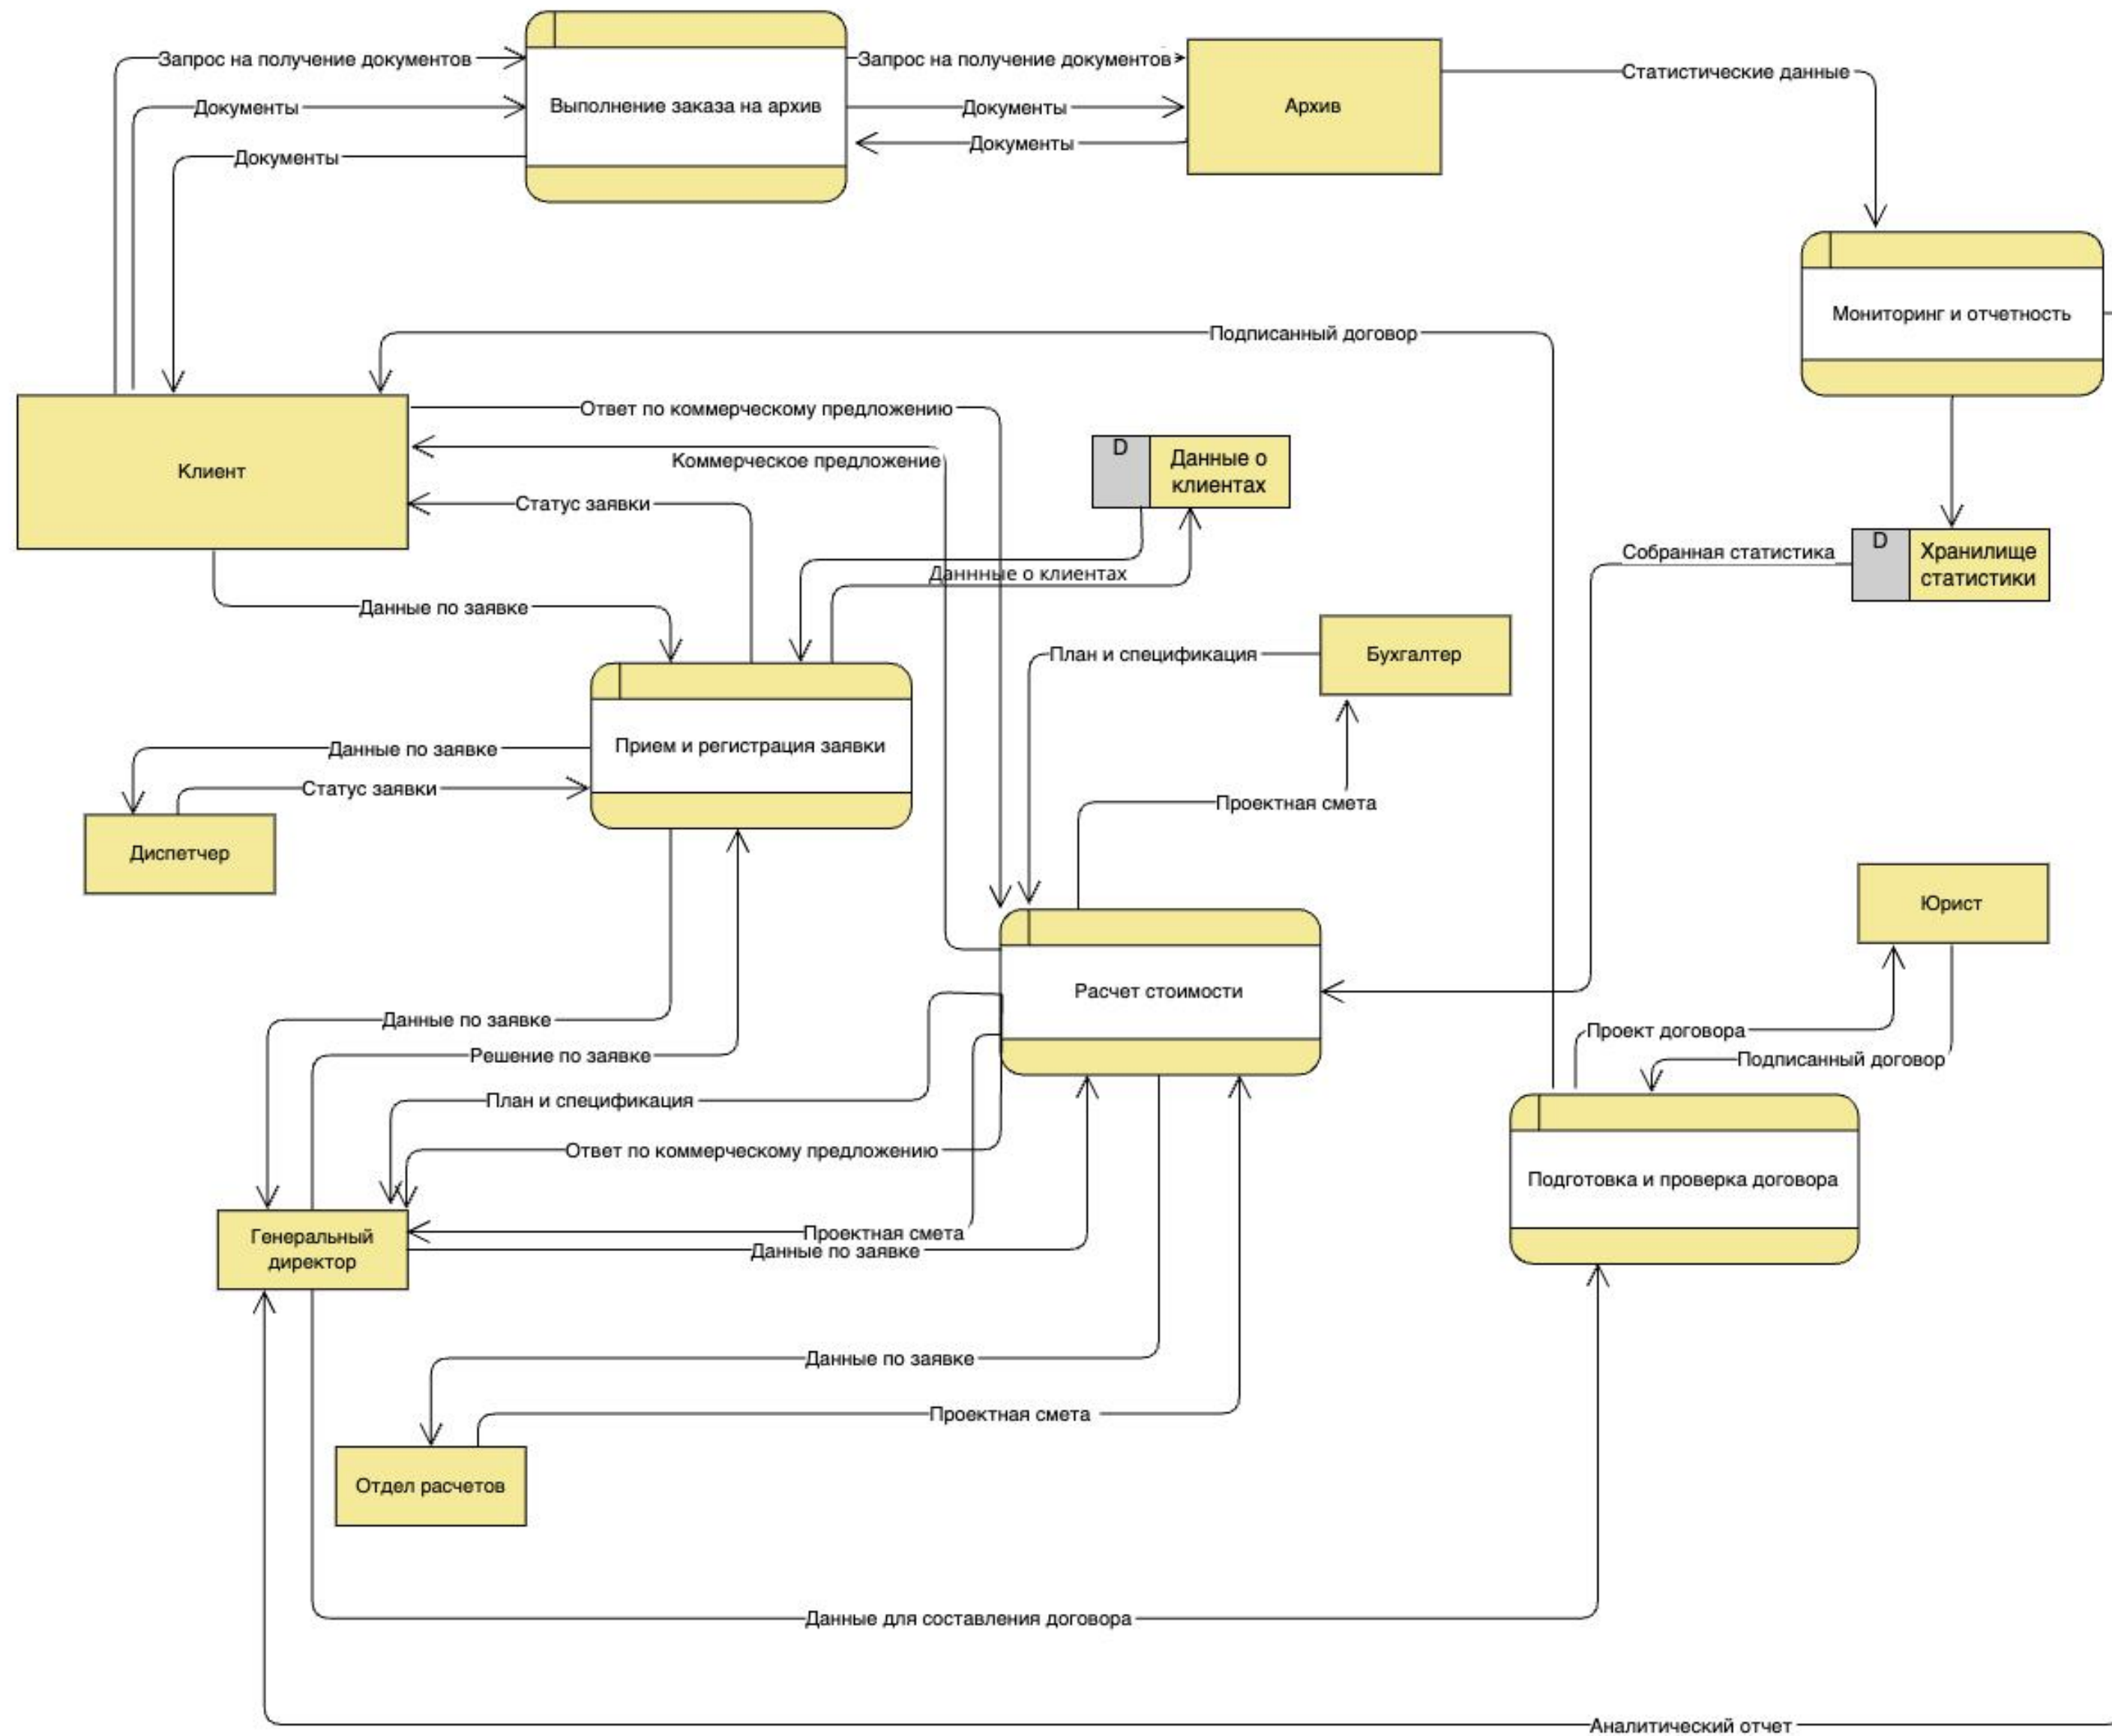 Запрос на получение документов
Запрос на получение документов
Статистические данные
Выполнение заказа на архив
Архив
Документы
Документы
Документы
Документы
Мониторинг и отчетность
Подписанный договор
Ответ по коммерческому предложению
Клиент
Коммерческое предложение
D
Данные о
клиентах
Статус заявки
D
Хранилище
статистики
Собранная статистика
Даннные о клиентах
Данные по заявке
План и спецификация
Бухгалтер
Данные по заявке
Прием и регистрация заявки
Статус заявки
Проектная смета
Диспетчер
Юрист
Расчет стоимости
Данные по заявке
Проект договора
Решение по заявке
Подписанный договор
План и спецификация
Ответ по коммерческому предложению
Подготовка и проверка договора
Генеральный
директор
Проектная смета
Данные по заявке
Данные по заявке
Проектная смета
Отдел расчетов
Данные для составления договора
Аналитический отчет